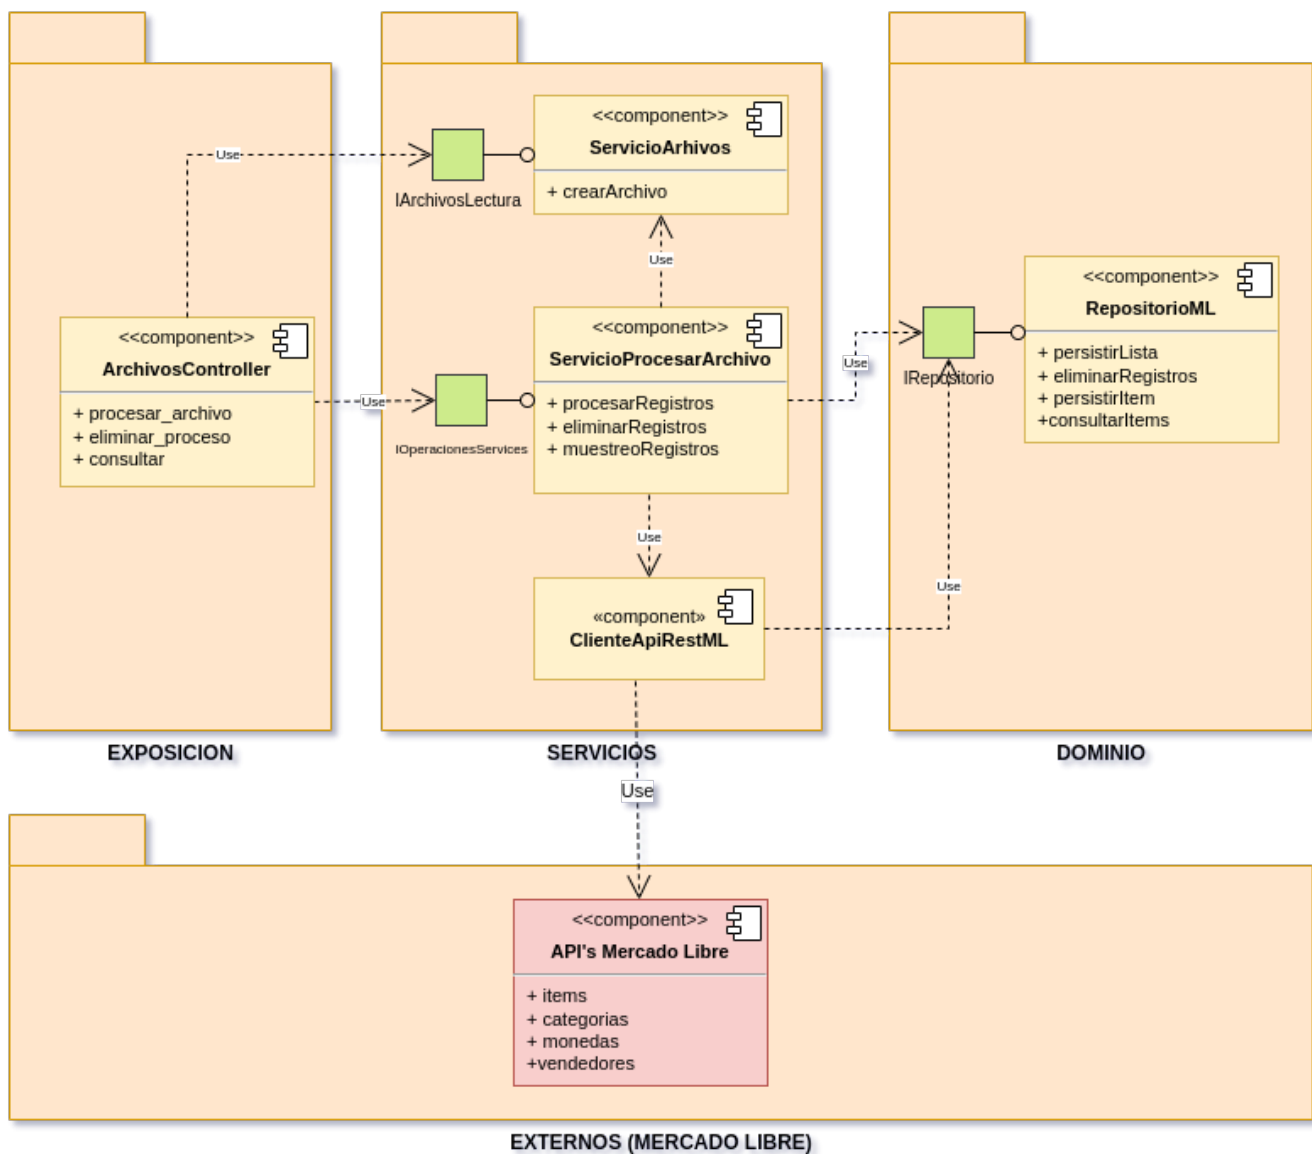 <<component>>
ServicioArhivos
+ crearArchivo
Use
IArchivosLectura
Use
<<component>>
ArchivosController
+ procesar_archivo
+ eliminar_proceso
+ consultar
Use
IOperacionesServices
<<component>>
ServicioProcesarArchivo
+ procesarRegistros
+ eliminarRegistros
+ muestreoRegistros
Use
IRepositorio
<<component>>
RepositorioML
+ persistirLista
+ eliminarRegistros
+ persistirItem
+consultarItems
Use
«component»
ClienteApiRestML
Use
EXPOSICION
SERVICIOS
DOMINIO
Use
<<component>>
API's Mercado Libre
+ items
+ categorias
+ monedas
+vendedores
EXTERNOS (MERCADO LIBRE)